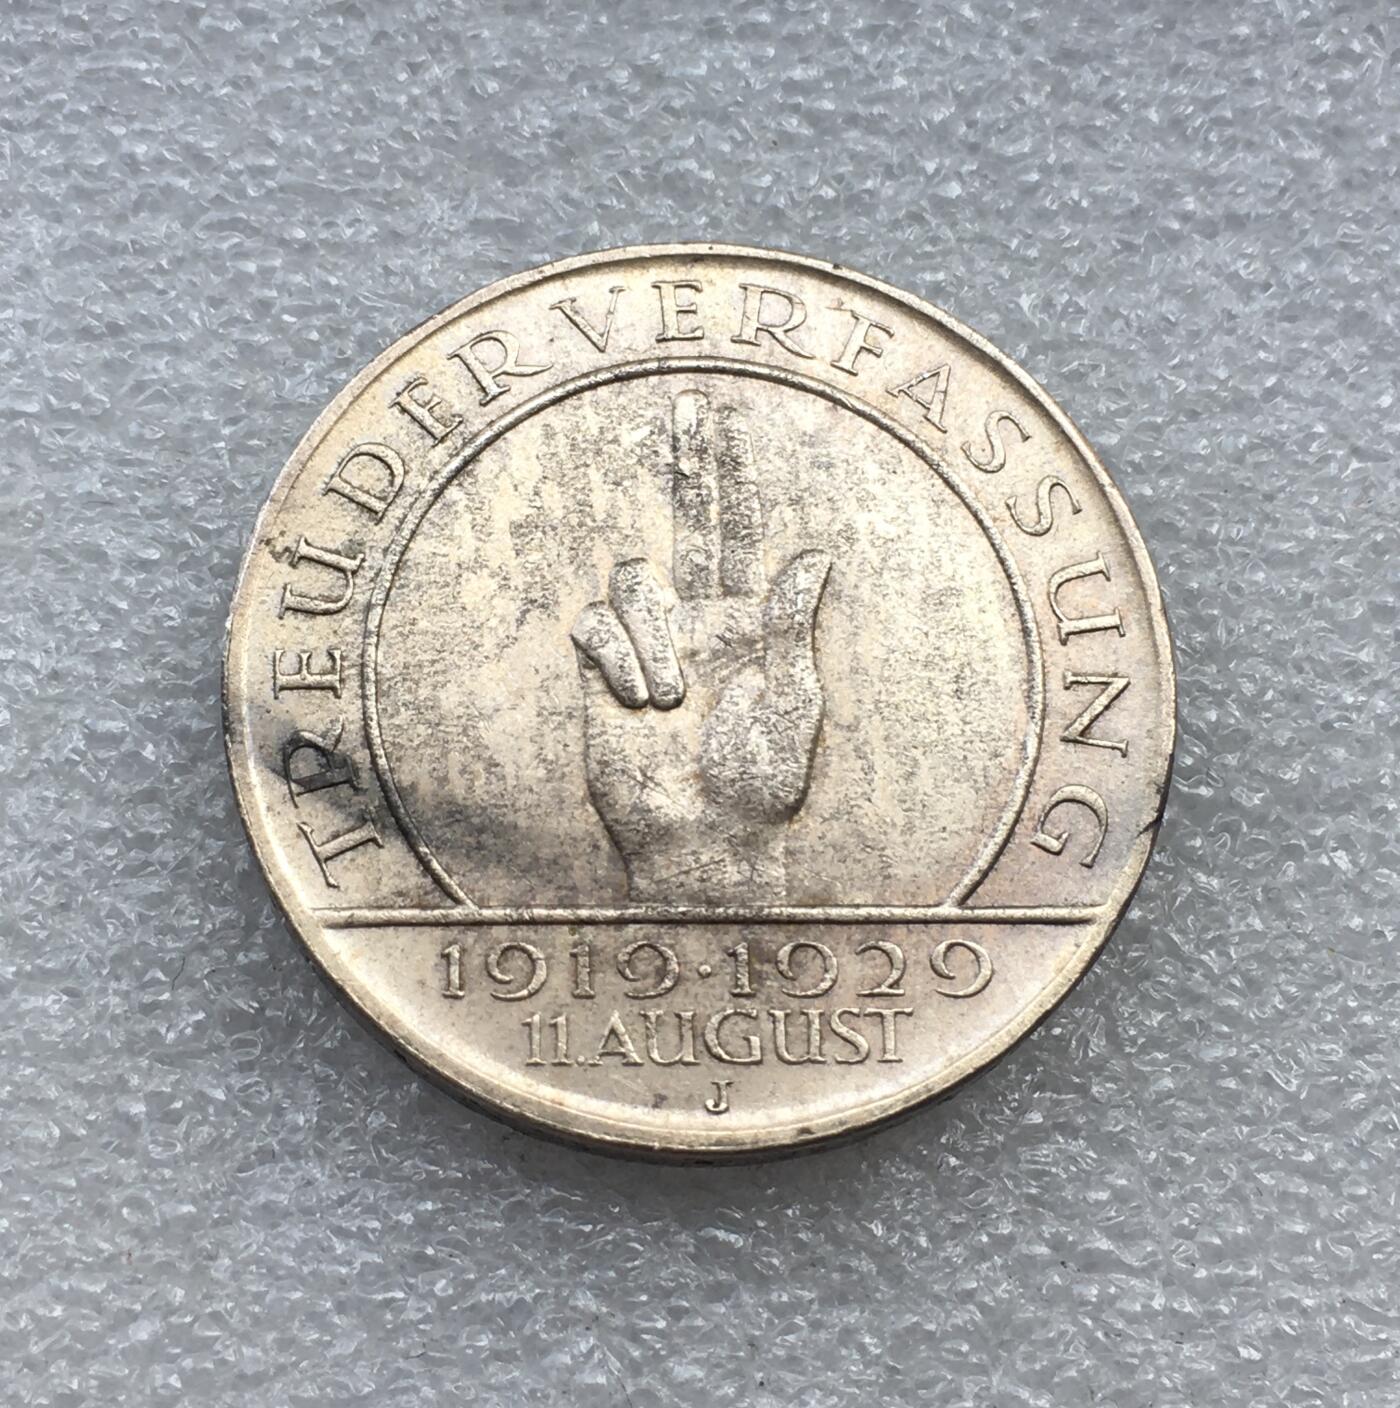 TREU DER VERFASSUNG
1919·1929
11.AUGUST
J